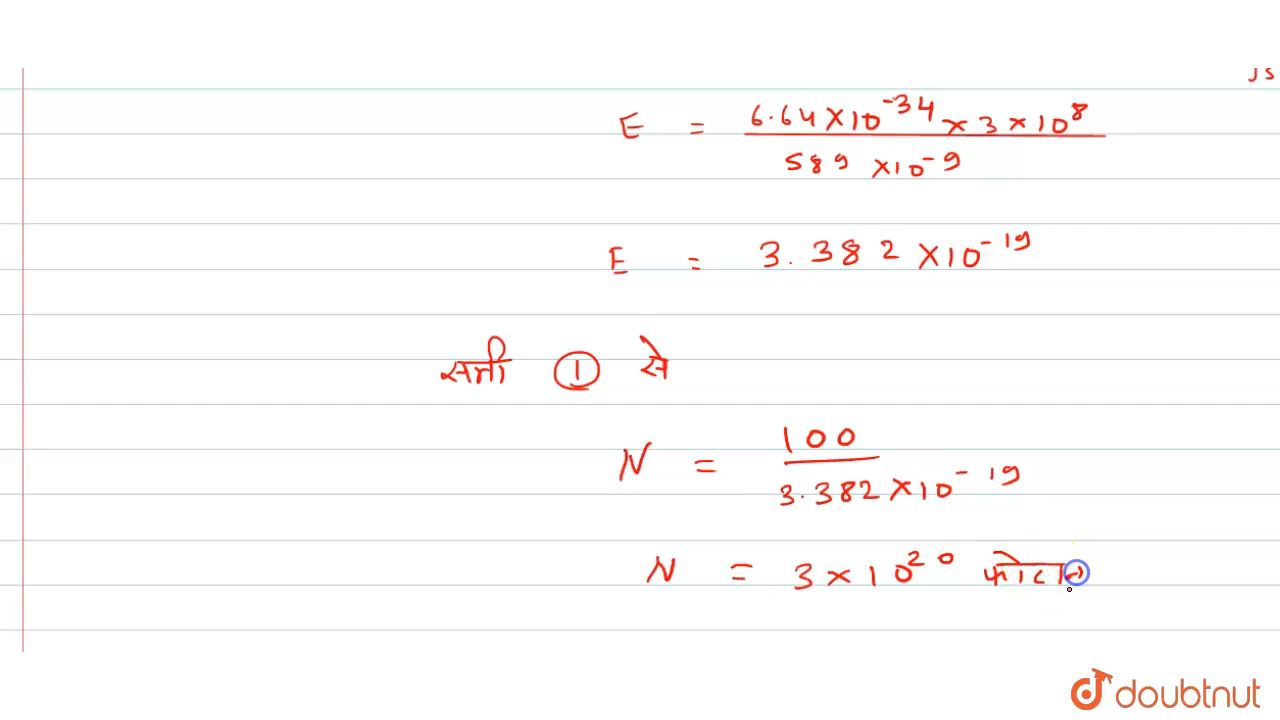 J S
E = 6.64 × 10⁻³⁴ × 3 × 10⁸
589 × 10⁻⁹
E = 3.382 × 10⁻¹⁹
समी ① से
N = 100
3.382 × 10⁻¹⁹
N = 3 × 10²⁰ फोटान
doubtnut